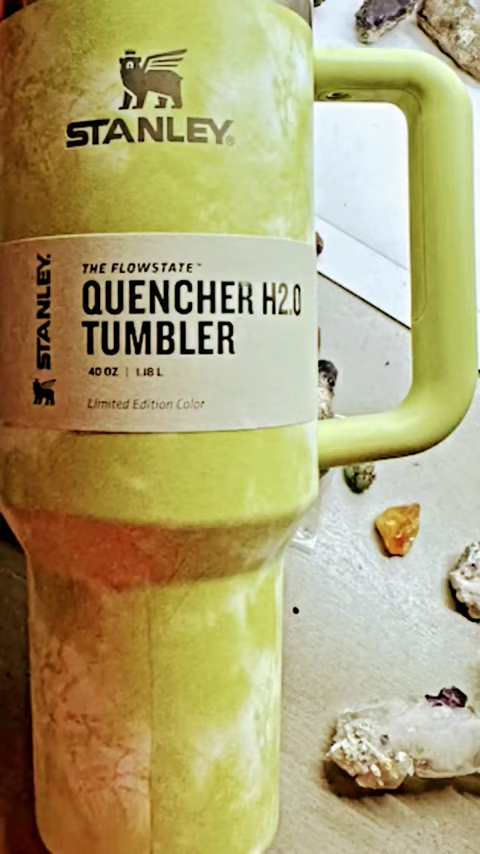 STANLEY®
STANLEY®
THE FLOWSTATE™
QUENCHER H2.0
TUMBLER
40 OZ | 1.18 L
Limited Edition Color